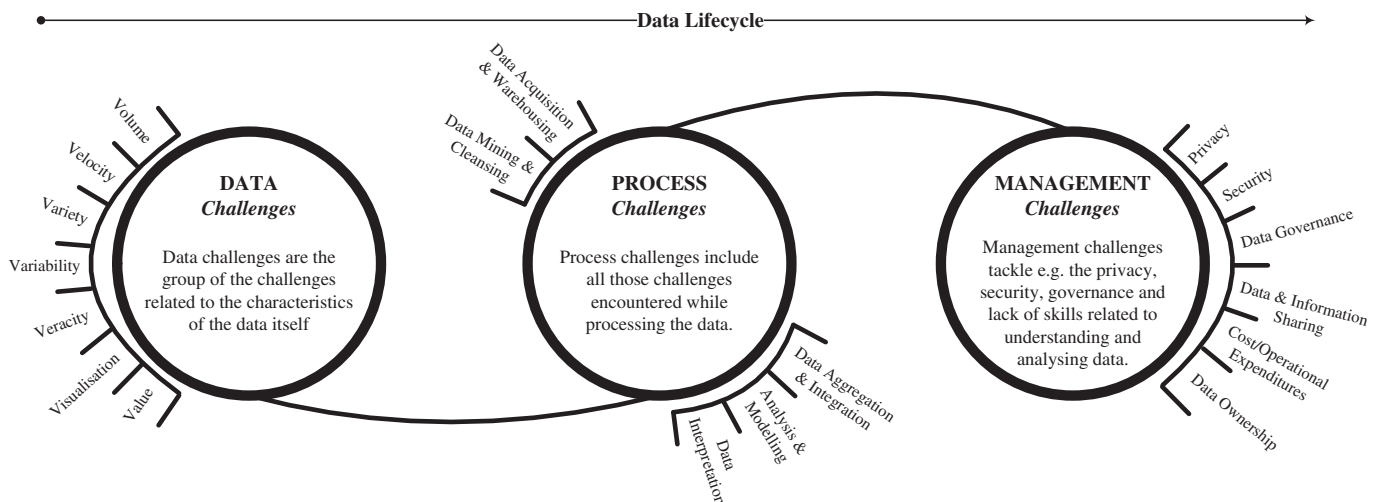 Data Lifecycle
Volume
Velocity
Variety
Variability
Veracity
Visualisation
Value
DATA
Challenges
Data challenges are the
group of the challenges
related to the characteristics
of the data itself
Data Acquisition
& Warehousing
Data Mining &
Cleansing
PROCESS
Challenges
Process challenges include
all those challenges
encountered while
processing the data.
Data Aggregation
& Integration
Analysis &
Modelling
Data
Interpretation
MANAGEMENT
Challenges
Management challenges
tackle e.g. the privacy,
security, governance and
lack of skills related to
understanding and
analysing data.
Privacy
Security
Data Governance
Data & Information
Sharing
Cost/Operational
Expenditures
Data Ownership